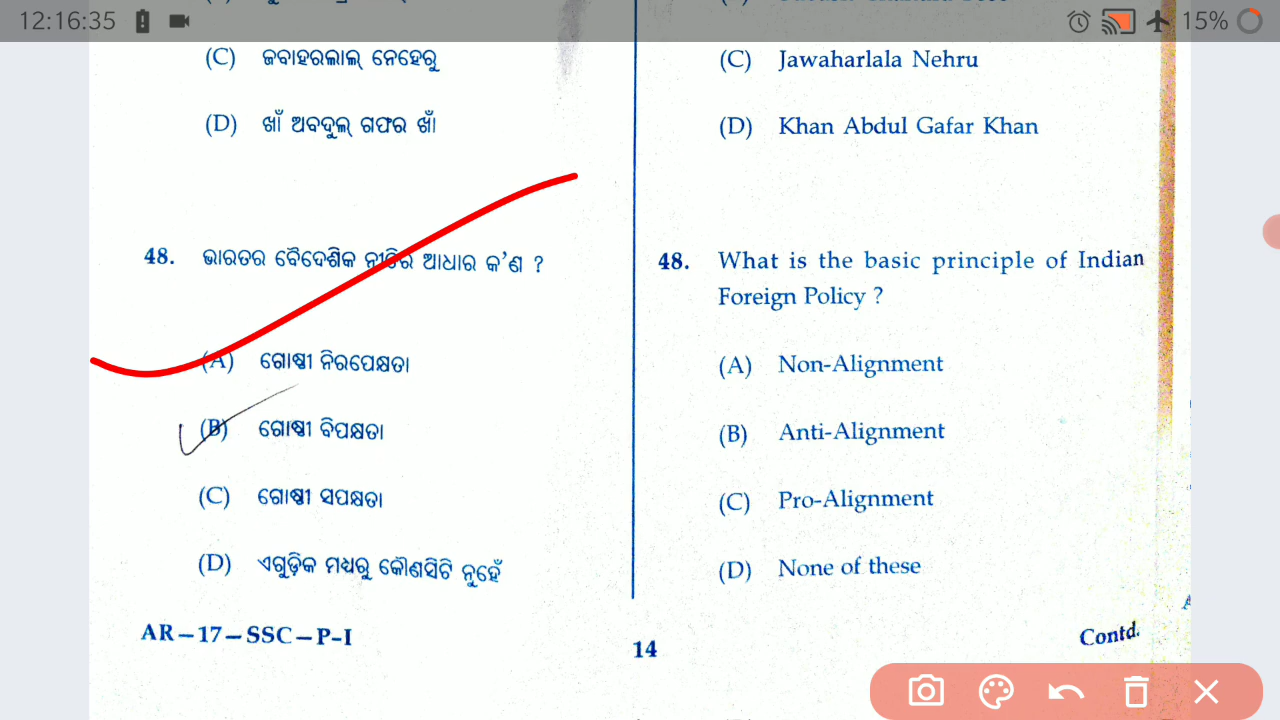 12:16:35
15%
(C) ଜବାହରଲାଲ୍ ନେହେରୁ
(D) ଖାଁ ଅବଦୁଲ୍ ଗଫର ଖାଁ
48. ଭାରତର ବୈଦେଶିକ ନୀତିର ଆଧାର କ'ଣ ?
(A) ଗୋଷ୍ଠୀ ନିରପେକ୍ଷତା
(B) ଗୋଷ୍ଠୀ ବିପକ୍ଷତା
(C) ଗୋଷ୍ଠୀ ସପକ୍ଷତା
(D) ଏଗୁଡ଼ିକ ମଧ୍ଯରୁ କୌଣସିଟି ନୁହେଁ
AR–17–SSC–P–I
(C) Jawaharlala Nehru
(D) Khan Abdul Gafar Khan
48. What is the basic principle of Indian
Foreign Policy ?
(A) Non-Alignment
(B) Anti-Alignment
(C) Pro-Alignment
(D) None of these
14
Contd.